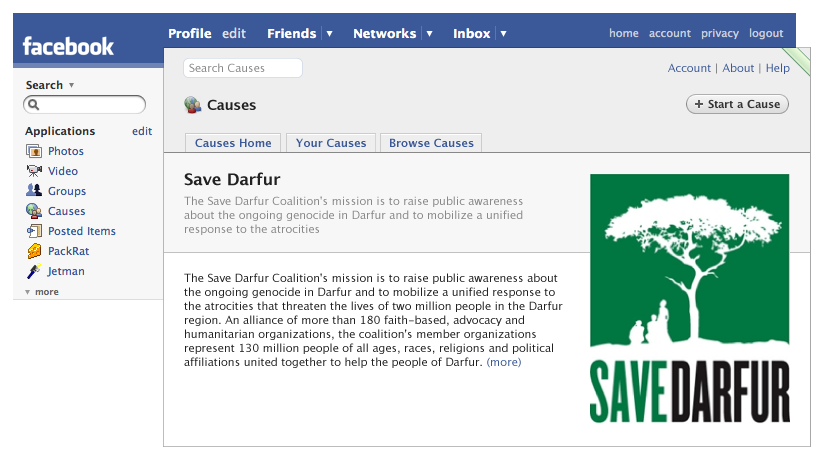 facebook
Profile edit Friends ▼ Networks ▼ Inbox ▼ home account privacy logout
Search ▼
Applications edit
Photos
Video
Groups
Causes
Posted Items
PackRat
Jetman
▼ more
Search Causes
Account | About | Help
Causes
+ Start a Cause
Causes Home Your Causes Browse Causes
Save Darfur
The Save Darfur Coalition's mission is to raise public awareness
about the ongoing genocide in Darfur and to mobilize a unified
response to the atrocities
The Save Darfur Coalition's mission is to raise public awareness about
the ongoing genocide in Darfur and to mobilize a unified response to
the atrocities that threaten the lives of two million people in the Darfur
region. An alliance of more than 180 faith-based, advocacy and
humanitarian organizations, the coalition's member organizations
represent 130 million people of all ages, races, religions and political
affiliations united together to help the people of Darfur. (more)
SAVEDARFUR